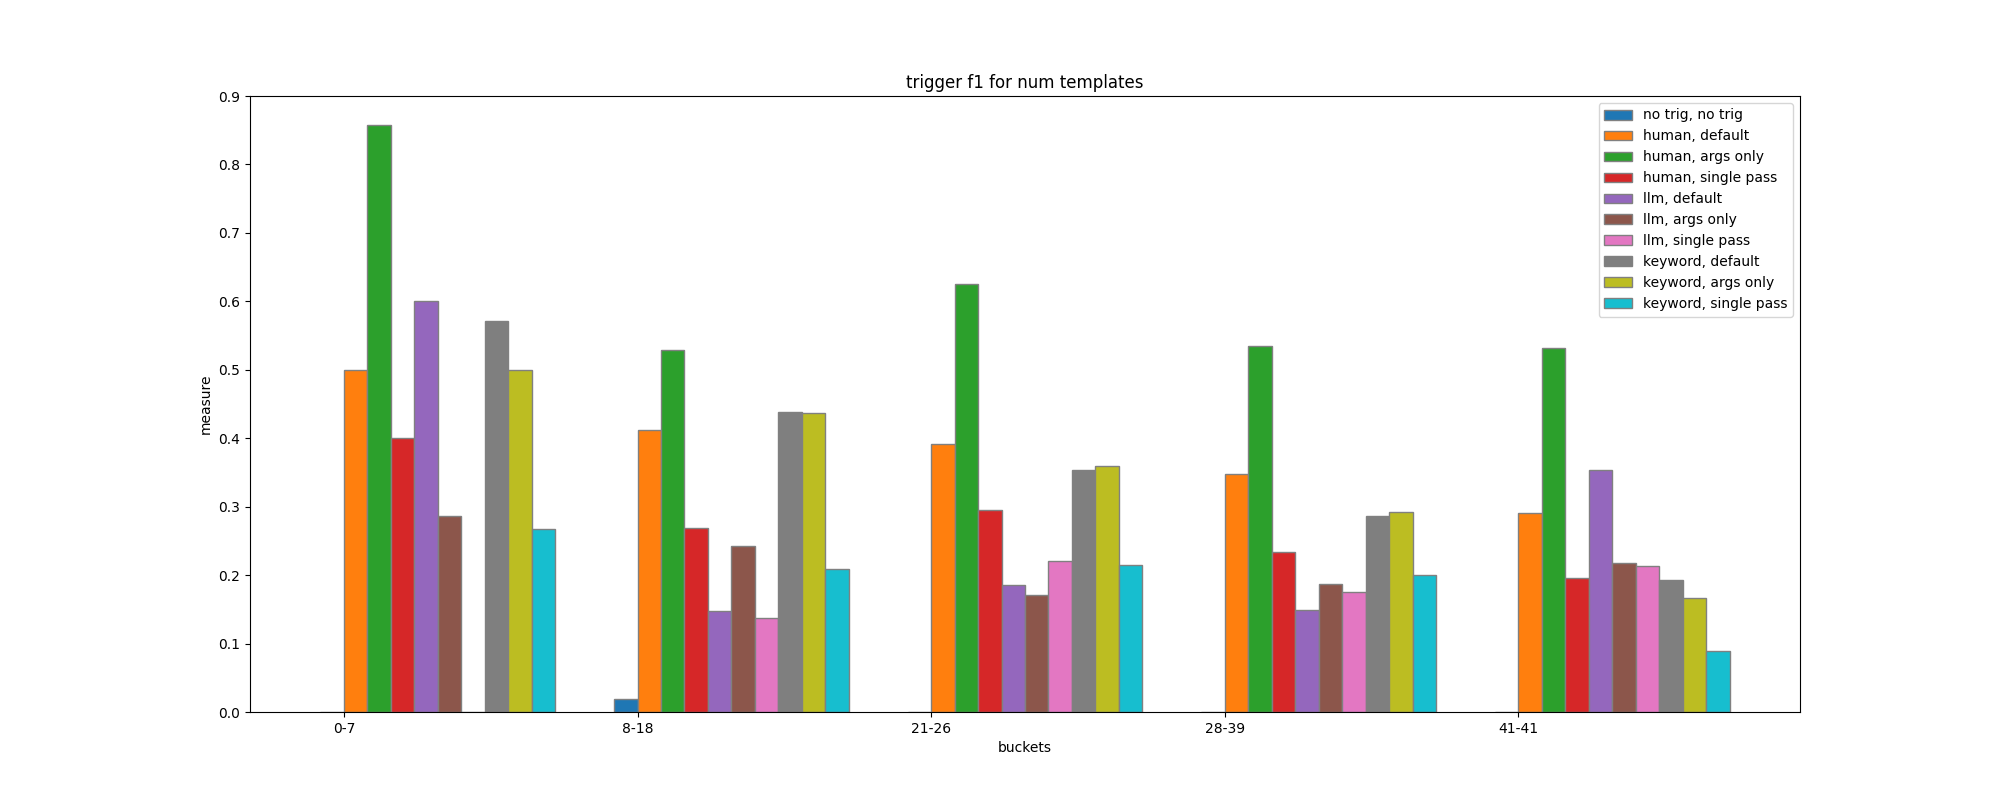 trigger f1 for num templates
0.9
0.8
0.7
0.6
0.5
0.4
0.3
0.2
0.1
0.0
measure
no trig, no trig
human, default
human, args only
human, single pass
llm, default
llm, args only
llm, single pass
keyword, default
keyword, args only
keyword, single pass
0-7
8-18
21-26
28-39
41-41
buckets